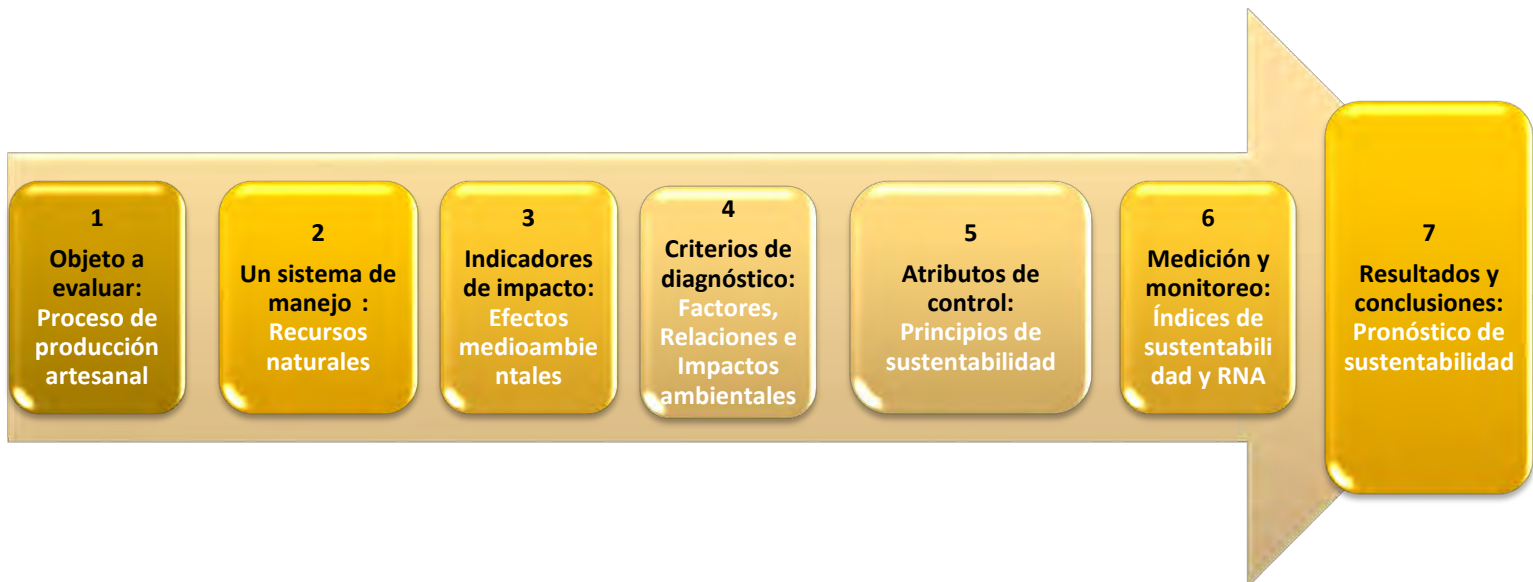 1
Objeto a
evaluar:
Proceso de
producción
artesanal
2
Un sistema de
manejo :
Recursos
naturales
3
Indicadores
de impacto:
Efectos
medioambie
ntales
4
Criterios de
diagnóstico:
Factores,
Relaciones e
Impactos
ambientales
5
Atributos de
control:
Principios de
sustentabilidad
6
Medición y
monitoreo:
Índices de
sustentabili
dad y RNA
7
Resultados y
conclusiones:
Pronóstico de
sustentabilidad